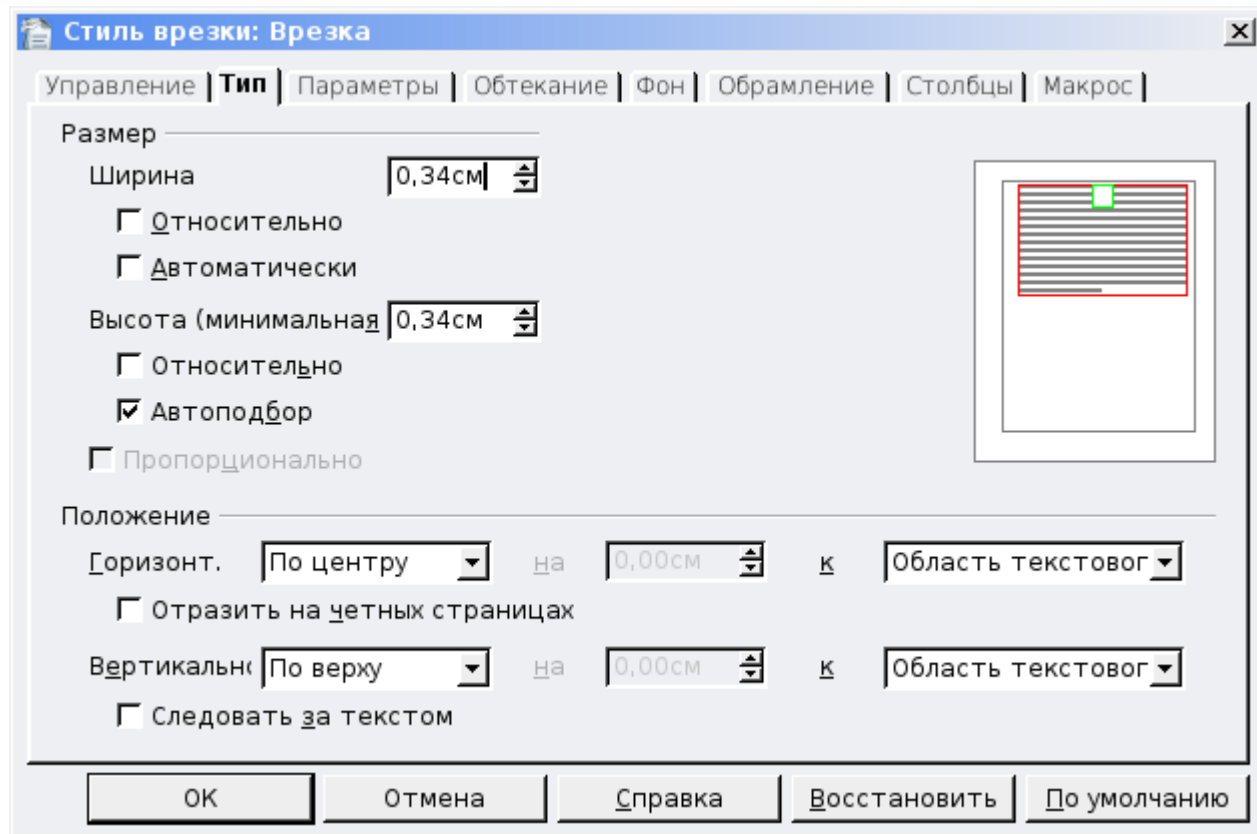 Стиль врезки: Врезка
Управление Тип Параметры Обтекание Фон Обрамление Столбцы Макрос
Размер
Ширина 0,34см
Относительно
Автоматически
Высота (минимальная 0,34см
Относительно
Автоподбор
Пропорционально
Положение
Горизонт. По центру на 0,00см к Область текстовог
Отразить на четных страницах
Вертикально По верху на 0,00см к Область текстовог
Следовать за текстом
ОК Отмена Справка Восстановить По умолчанию